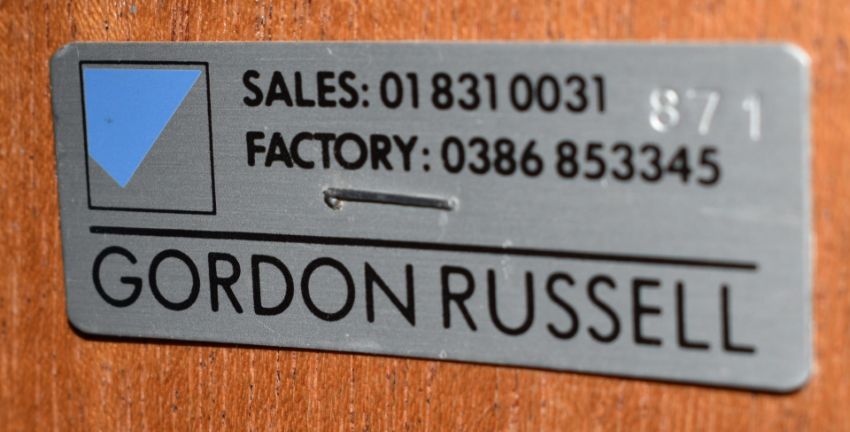 SALES: 01 831 0031 871
FACTORY: 0386 853345
GORDON RUSSELL